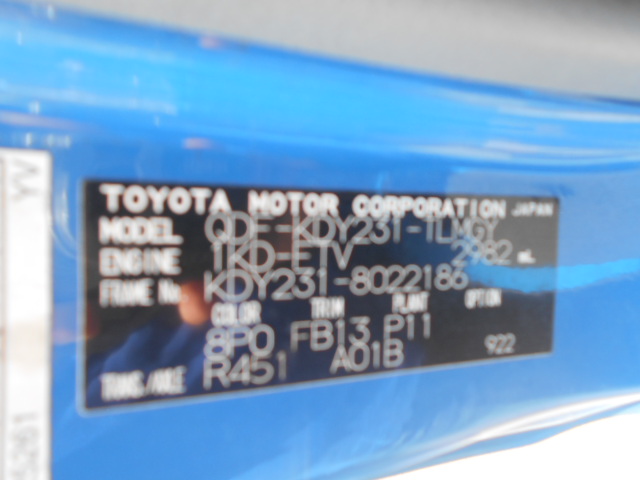 TOYOTA MOTOR CORPORATION JAPAN
MODEL QDF-KDY231-TLMGY
ENGINE 1KD-FTV 2982 mL
FRAME No. KDY231-8022186
COLOR TRIM PLANT OPTION
8P0 FB13 P11
TRANS./AXLE R451 A01B 922
YV